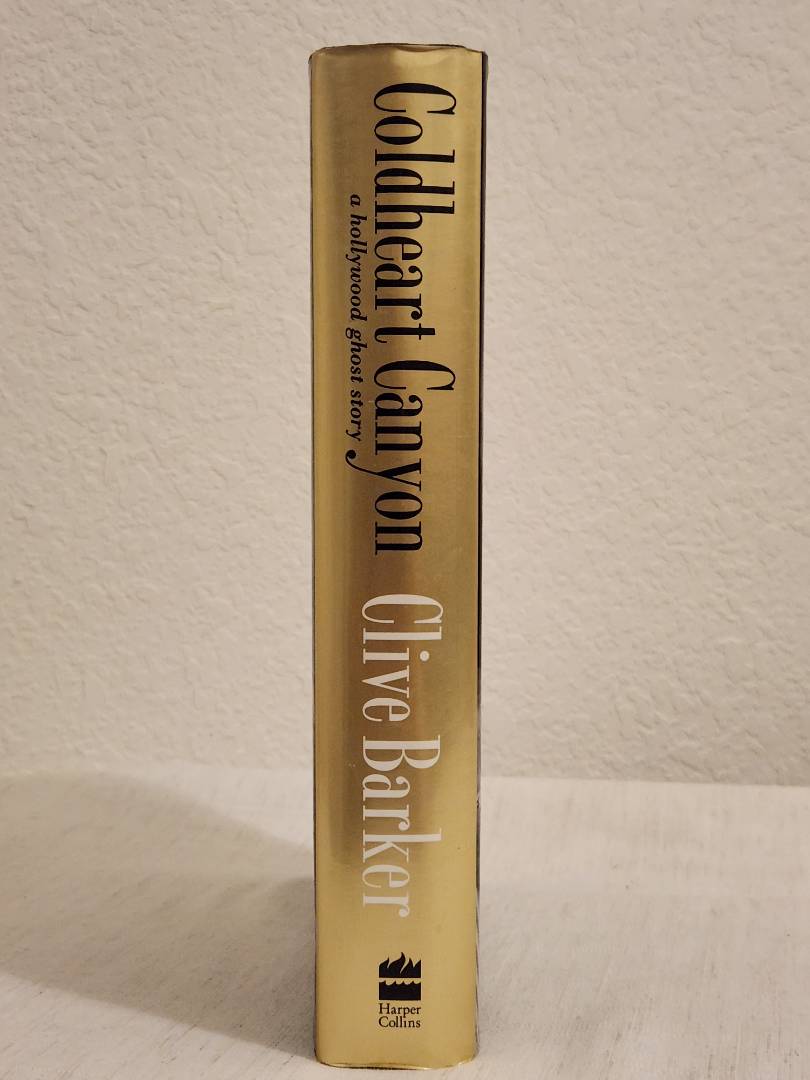 Coldheart Canyon
a hollywood ghost story
Clive Barker
Harper
Collins